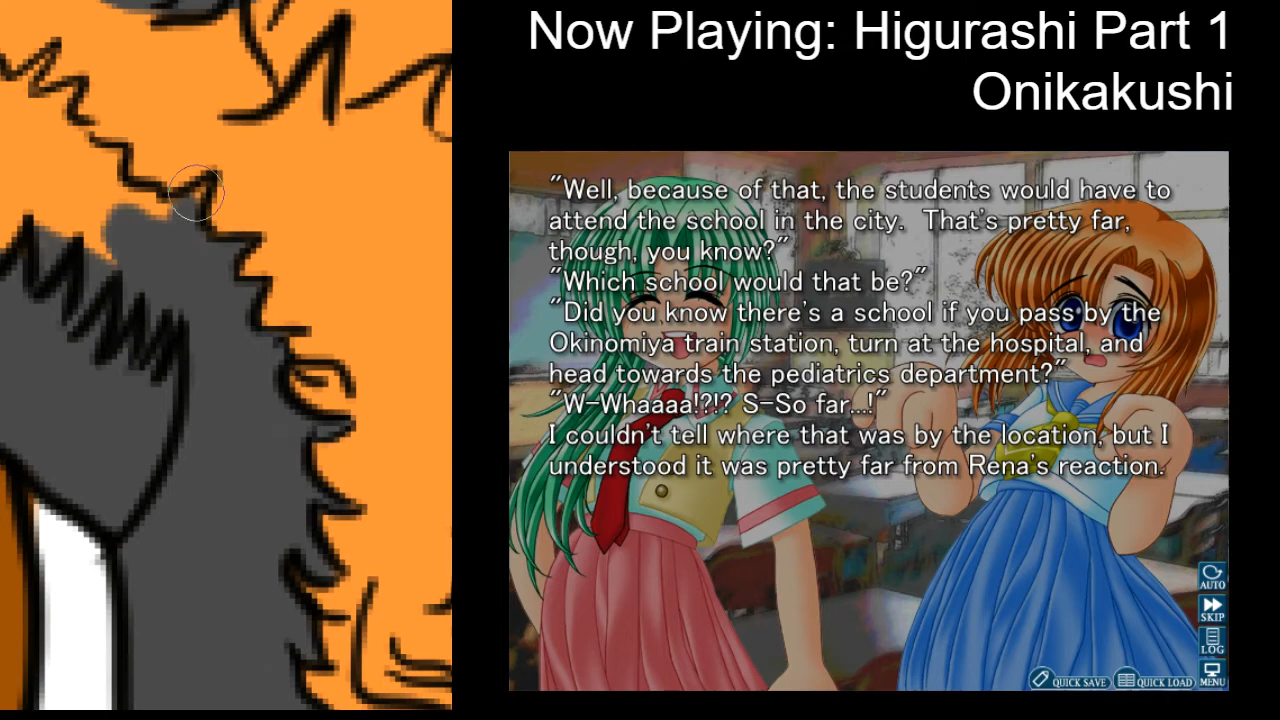 Now Playing: Higurashi Part 1
Onikakushi
"Well, because of that, the students would have to
attend the school in the city.  That's pretty far,
though, you know?"
"Which school would that be?"
"Did you know there's a school if you pass by the
Okinomiya train station, turn at the hospital, and
head towards the pediatrics department?"
"W-Whaaaa!?!? S-So far...!"
I couldn't tell where that was by the location, but I
understood it was pretty far from Rena's reaction.
AUTO
SKIP
LOG
MENU
QUICK SAVE
QUICK LOAD